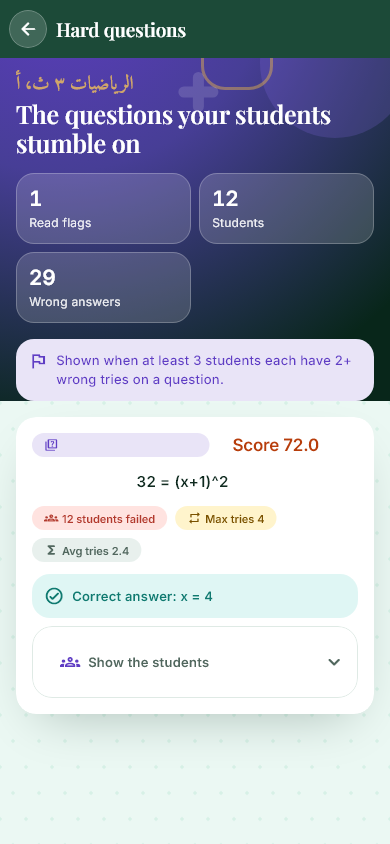 Hard questions
الرياضيات ٣ ث، أ
The questions your students
stumble on
1
Read flags
12
Students
29
Wrong answers
Shown when at least 3 students each have 2+
wrong tries on a question.
Score 72.0
32 = (x+1)^2
12 students failed
Max tries 4
Σ Avg tries 2.4
Correct answer: x = 4
Show the students